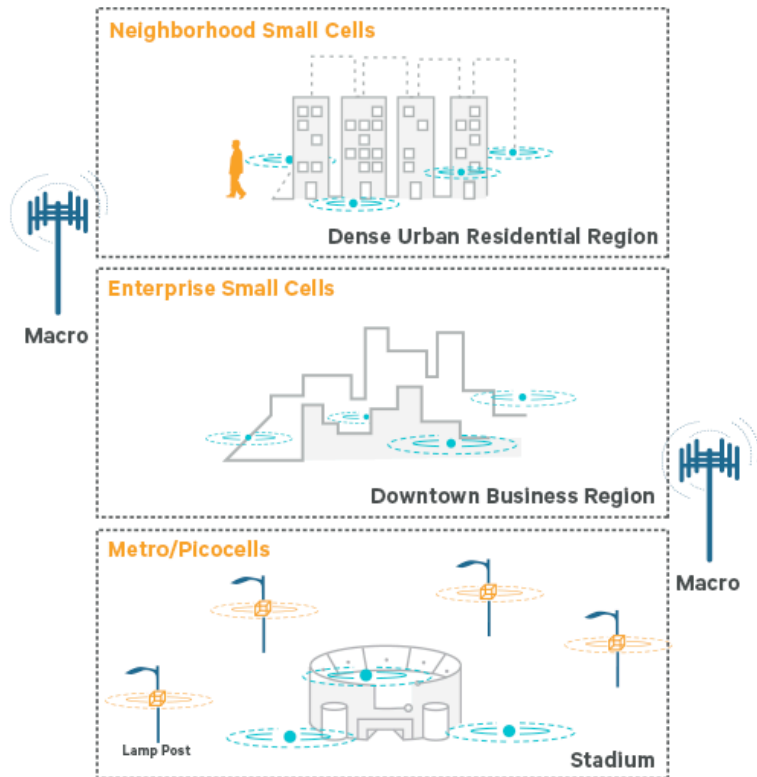 Neighborhood Small Cells
Dense Urban Residential Region
Macro
Enterprise Small Cells
Downtown Business Region
Macro
Metro/Picocells
Lamp Post
Stadium